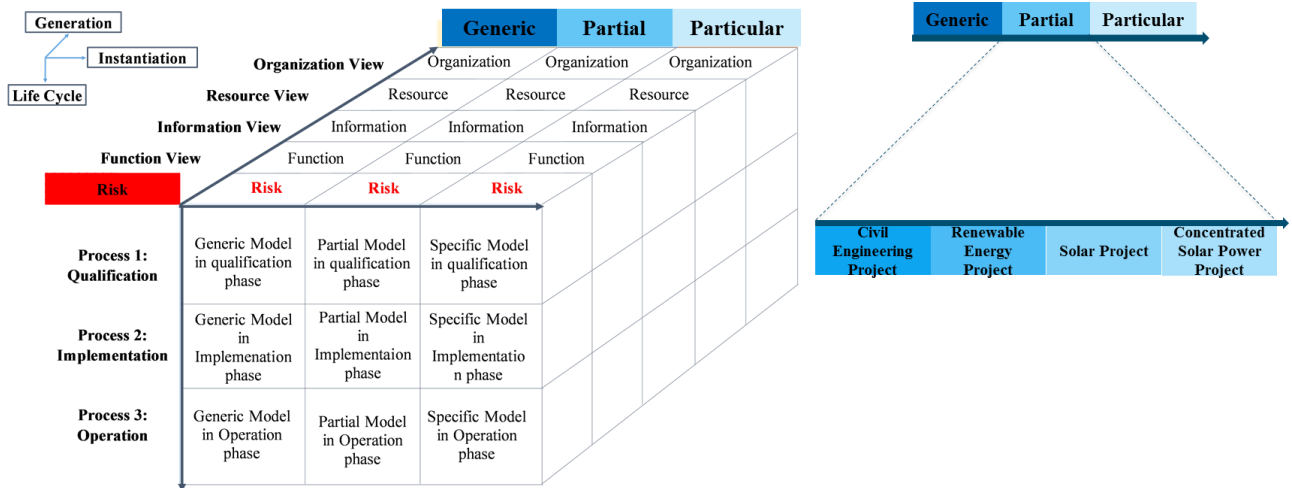 Generation
Instantiation
Life Cycle
Generic Partial Particular
Organization View
Organization Organization Organization
Resource View
Resource Resource Resource
Information View
Information Information Information
Function View
Function Function Function
Risk
Risk Risk Risk
Process 1:
Qualification
Generic Model
in qualification
phase
Partial Model
in qualification
phase
Specific Model
in qualification
phase
Process 2:
Implementation
Generic Model
in
Implemenation
phase
Partial Model
in
Implementaion
phase
Specific Model
in
Implementatio
n phase
Process 3:
Operation
Generic Model
in Operation
phase
Partial Model
in Operation
phase
Specific Model
in Operation
phase
Generic Partial Particular
Civil
Engineering
Project
Renewable
Energy
Project
Solar Project
Concentrated
Solar Power
Project